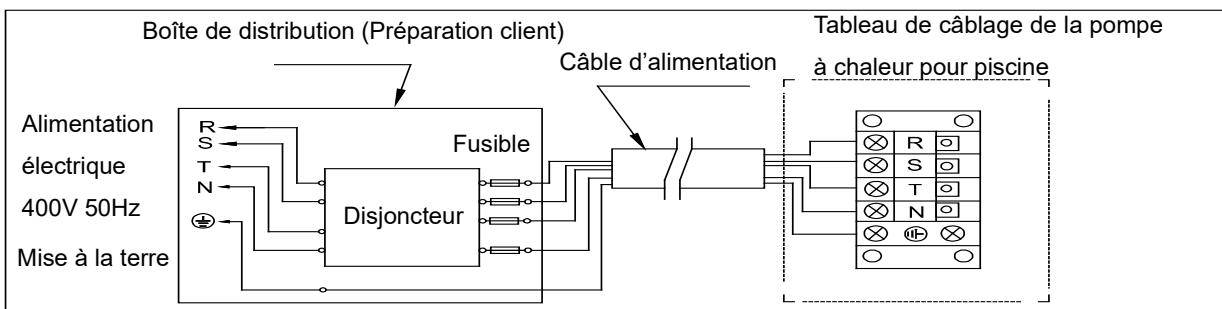 Boîte de distribution (Préparation client)
Tableau de câblage de la pompe
à chaleur pour piscine
Câble d'alimentation
Alimentation
électrique
400V 50Hz
Mise à la terre
R
S
T
N
Fusible
Disjoncteur
R
S
T
N